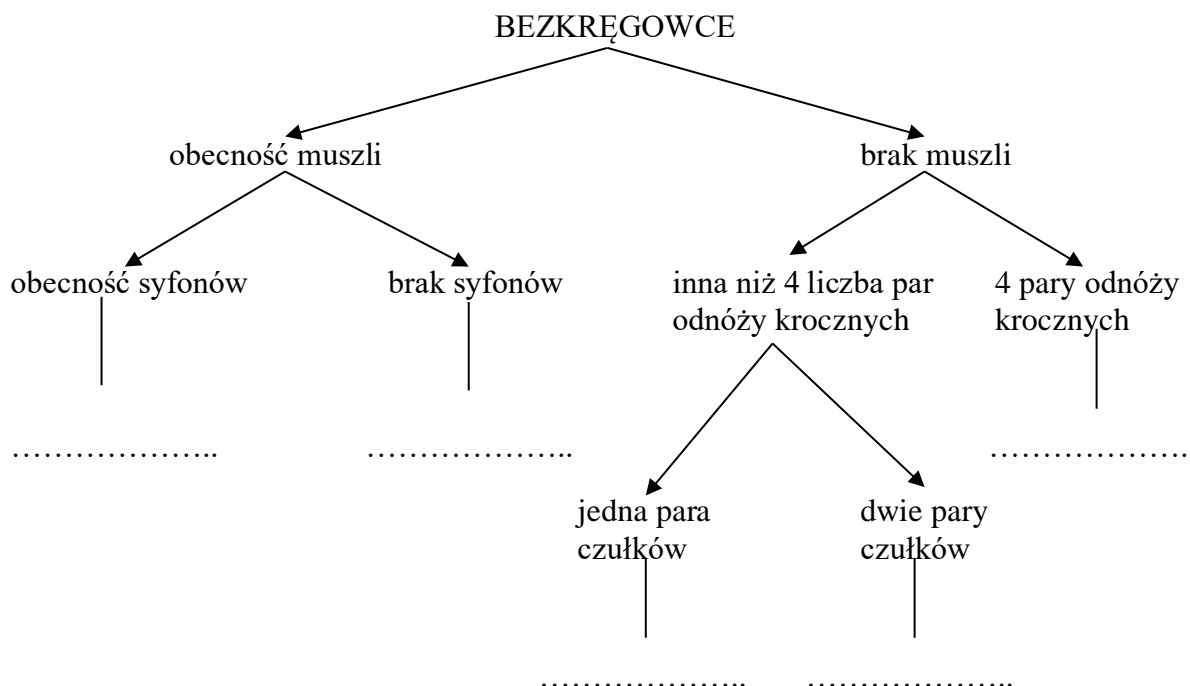 BEZKRĘGOWCE
obecność muszli
brak muszli
obecność syfonów
brak syfonów
inna niż 4 liczba par
odnóży krocznych
4 pary odnóży
krocznych
………………..
………………..
……………….
jedna para
czułków
dwie pary
czułków
………………..
………………..